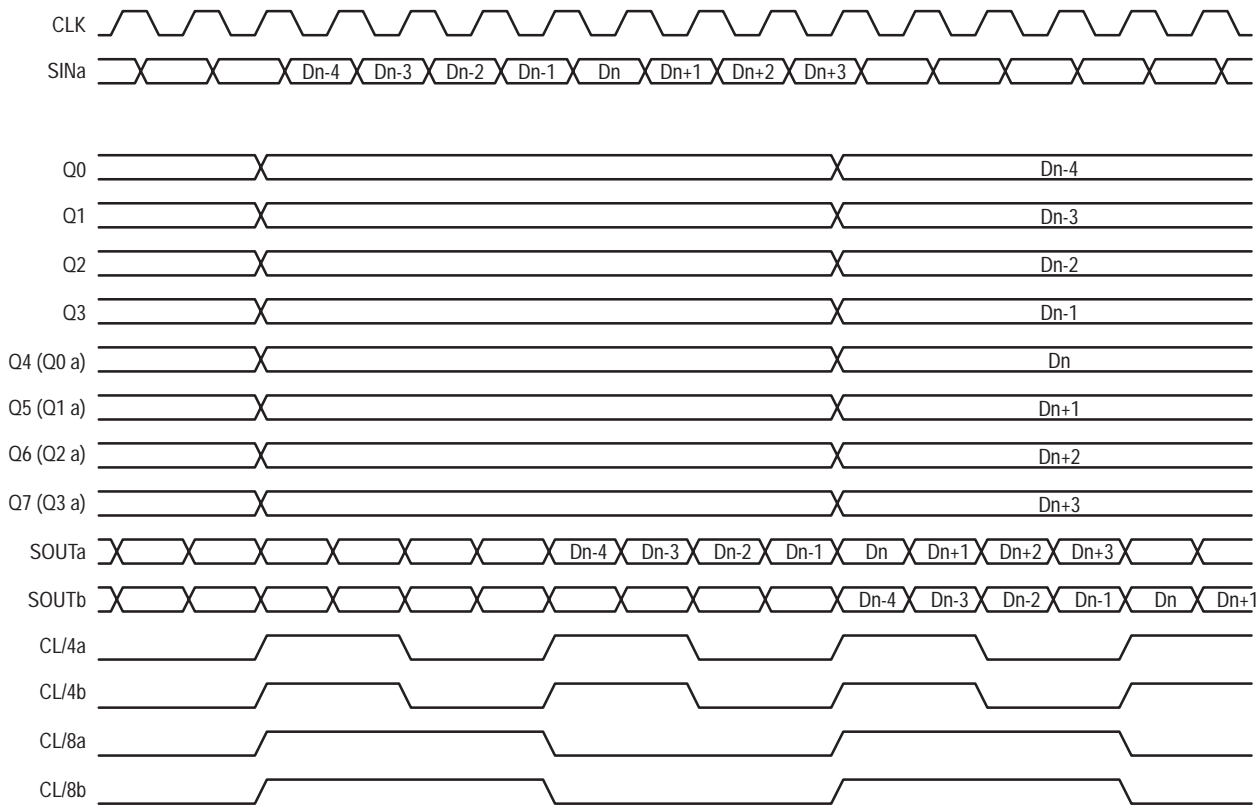 CLK
SINa Dn-4 Dn-3 Dn-2 Dn-1 Dn Dn+1 Dn+2 Dn+3
Q0 Dn-4
Q1 Dn-3
Q2 Dn-2
Q3 Dn-1
Q4 (Q0 a) Dn
Q5 (Q1 a) Dn+1
Q6 (Q2 a) Dn+2
Q7 (Q3 a) Dn+3
SOUTa Dn-4 Dn-3 Dn-2 Dn-1 Dn Dn+1 Dn+2 Dn+3
SOUTb Dn-4 Dn-3 Dn-2 Dn-1 Dn Dn+1
CL/4a
CL/4b
CL/8a
CL/8b